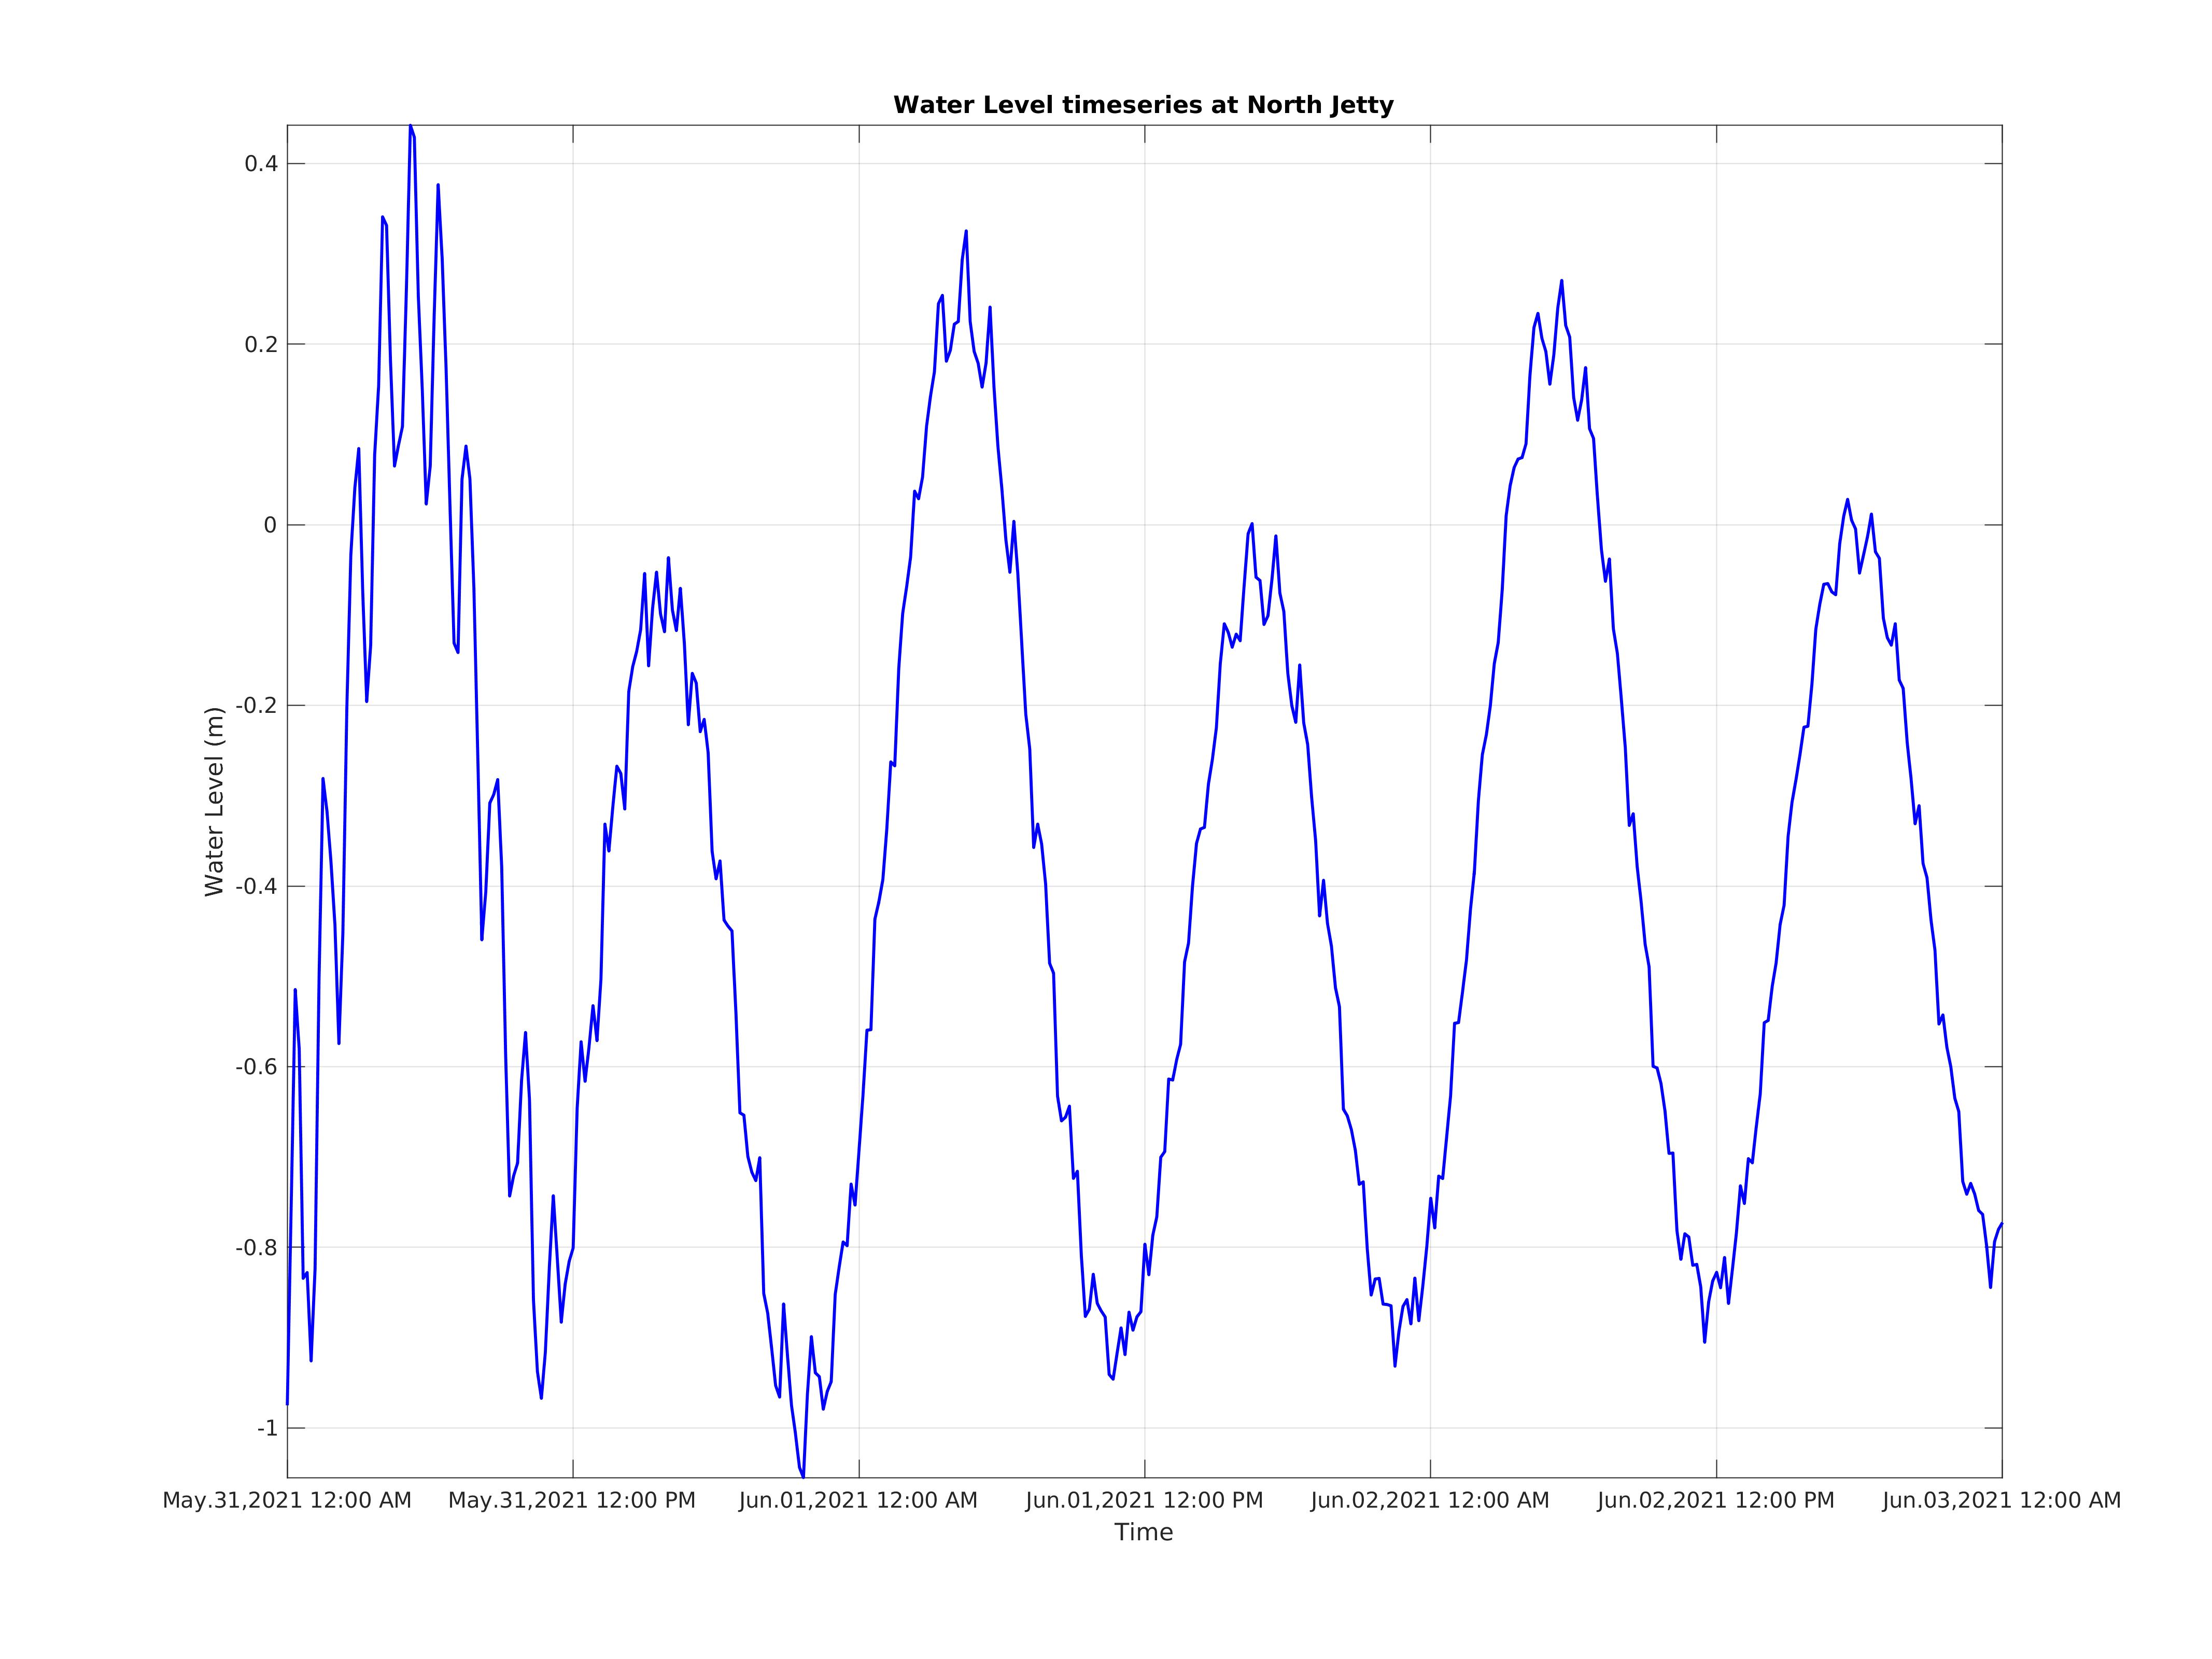 Water Level timeseries at North Jetty
0.4
0.2
0
-0.2
-0.4
-0.6
-0.8
-1
Water Level (m)
May.31,2021 12:00 AM
May.31,2021 12:00 PM
Jun.01,2021 12:00 AM
Jun.01,2021 12:00 PM
Jun.02,2021 12:00 AM
Jun.02,2021 12:00 PM
Jun.03,2021 12:00 AM
Time